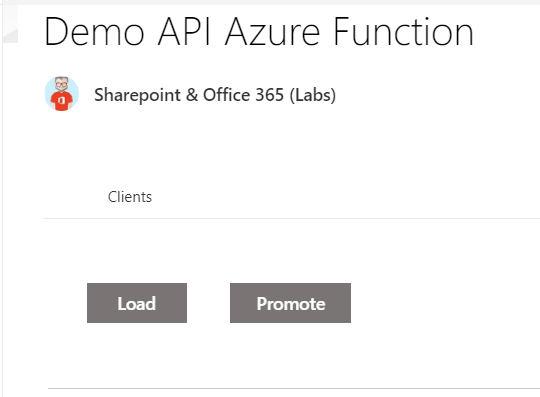 Demo API Azure Function
Sharepoint & Office 365 (Labs)
Clients
Load Promote